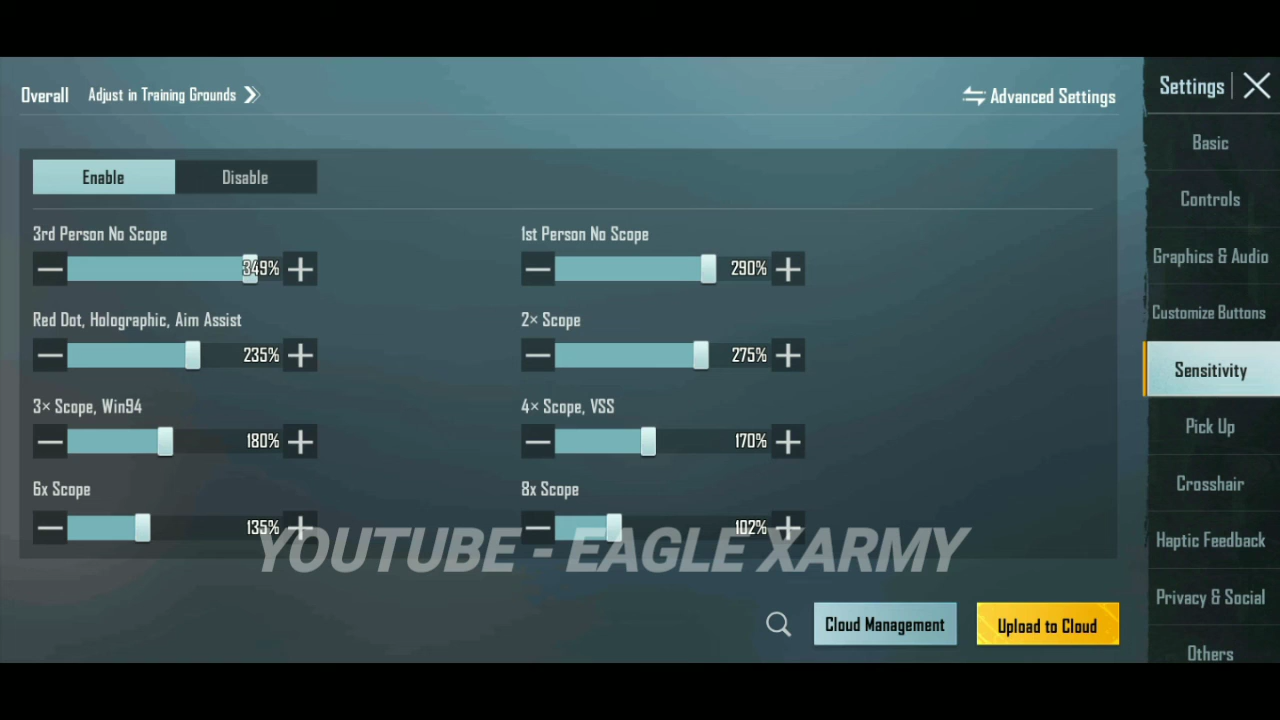 Overall Adjust in Training Grounds
Advanced Settings
Settings
Enable Disable
3rd Person No Scope
349%
1st Person No Scope
290%
Red Dot, Holographic, Aim Assist
235%
2× Scope
275%
3× Scope, Win94
180%
4× Scope, VSS
170%
6x Scope
135%
8x Scope
102%
YOUTUBE - EAGLE XARMY
Cloud Management
Upload to Cloud
Basic
Controls
Graphics & Audio
Customize Buttons
Sensitivity
Pick Up
Crosshair
Haptic Feedback
Privacy & Social
Others